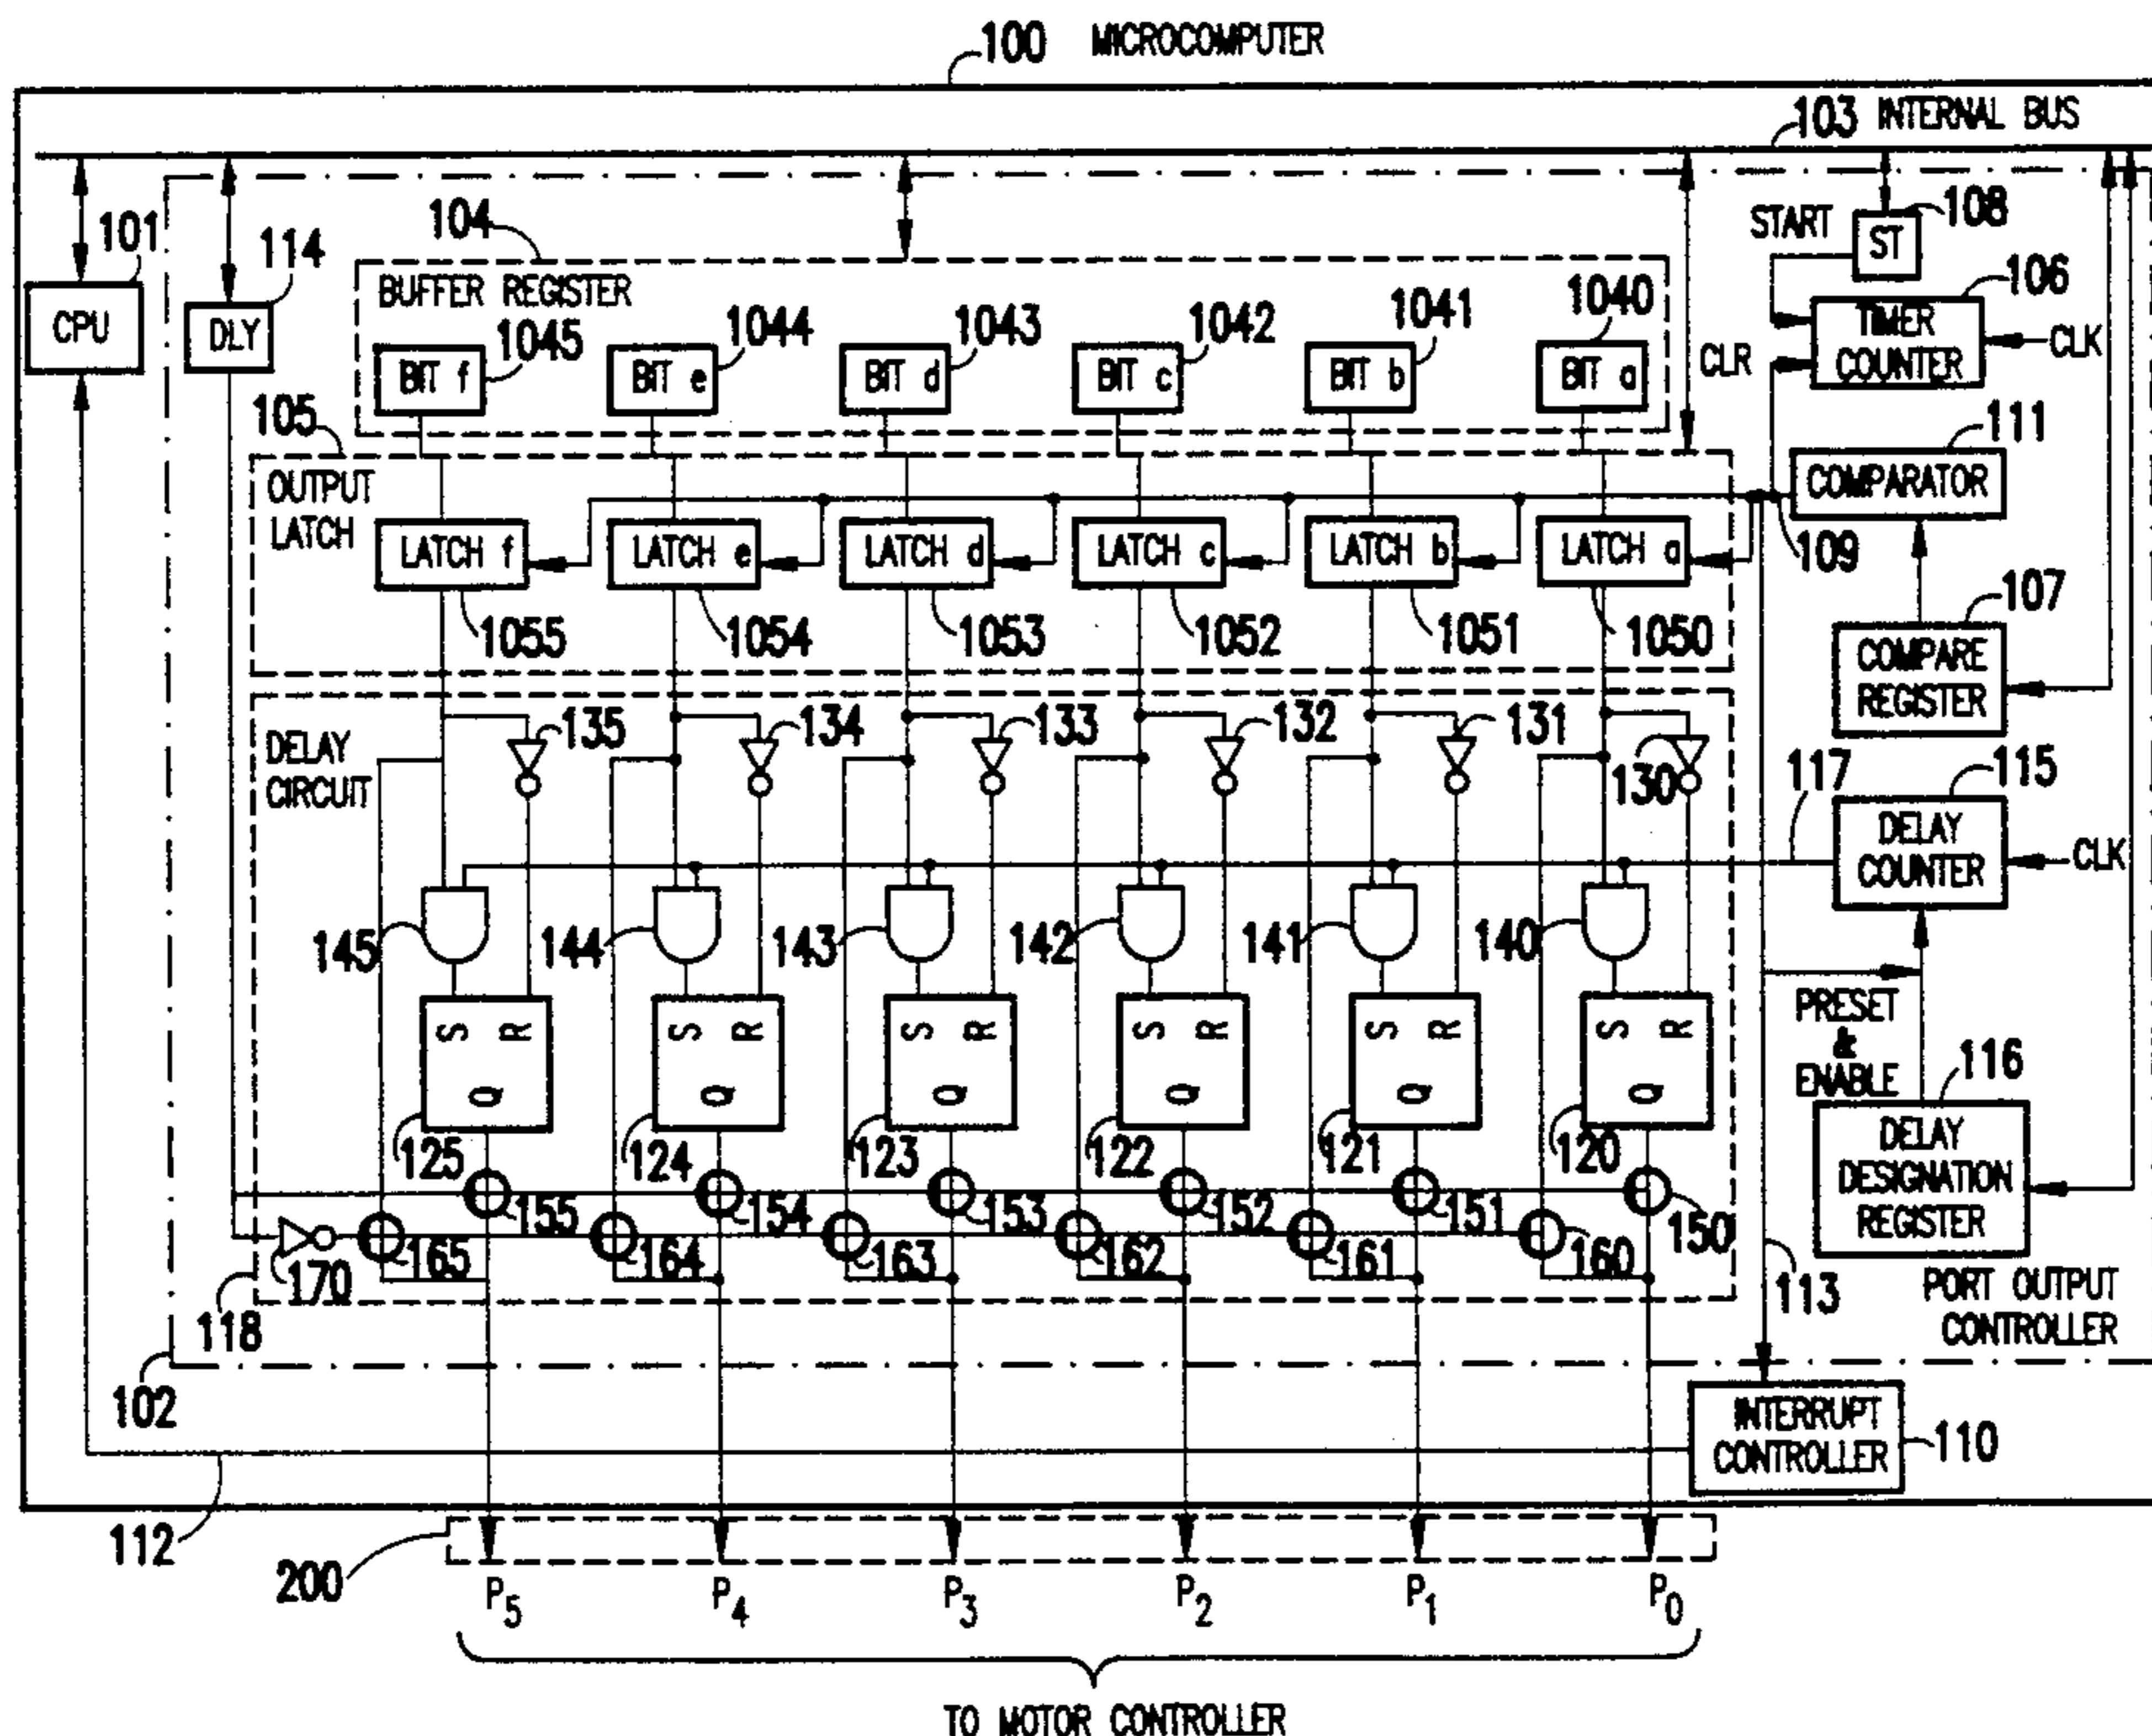 100 MICROCOMPUTER
103 INTERNAL BUS
101
CPU
114
DLY
104
BUFFER REGISTER
1045
BIT f
1044
BIT e
1043
BIT d
1042
BIT c
1041
BIT b
1040
BIT a
START
108
ST
106
TIMER
COUNTER
CLK
CLR
105
OUTPUT
LATCH
LATCH f
LATCH e
LATCH d
LATCH c
LATCH b
LATCH a
1055
1054
1053
1052
1051
1050
111
COMPARATOR
109
107
COMPARE
REGISTER
DELAY
CIRCUIT
135
134
133
132
131
130
117
115
DELAY
COUNTER
CLK
145
144
143
142
141
140
S R
Q
S R
Q
S R
Q
S R
Q
S R
Q
S R
Q
125
124
123
122
121
120
PRESET
&
ENABLE
116
DELAY
DESIGNATION
REGISTER
155
154
153
152
151
150
165
164
163
162
161
160
170
118
102
113
PORT OUTPUT
CONTROLLER
INTERRUPT
CONTROLLER
110
112
200
P5
P4
P3
P2
P1
P0
TO MOTOR CONTROLLER